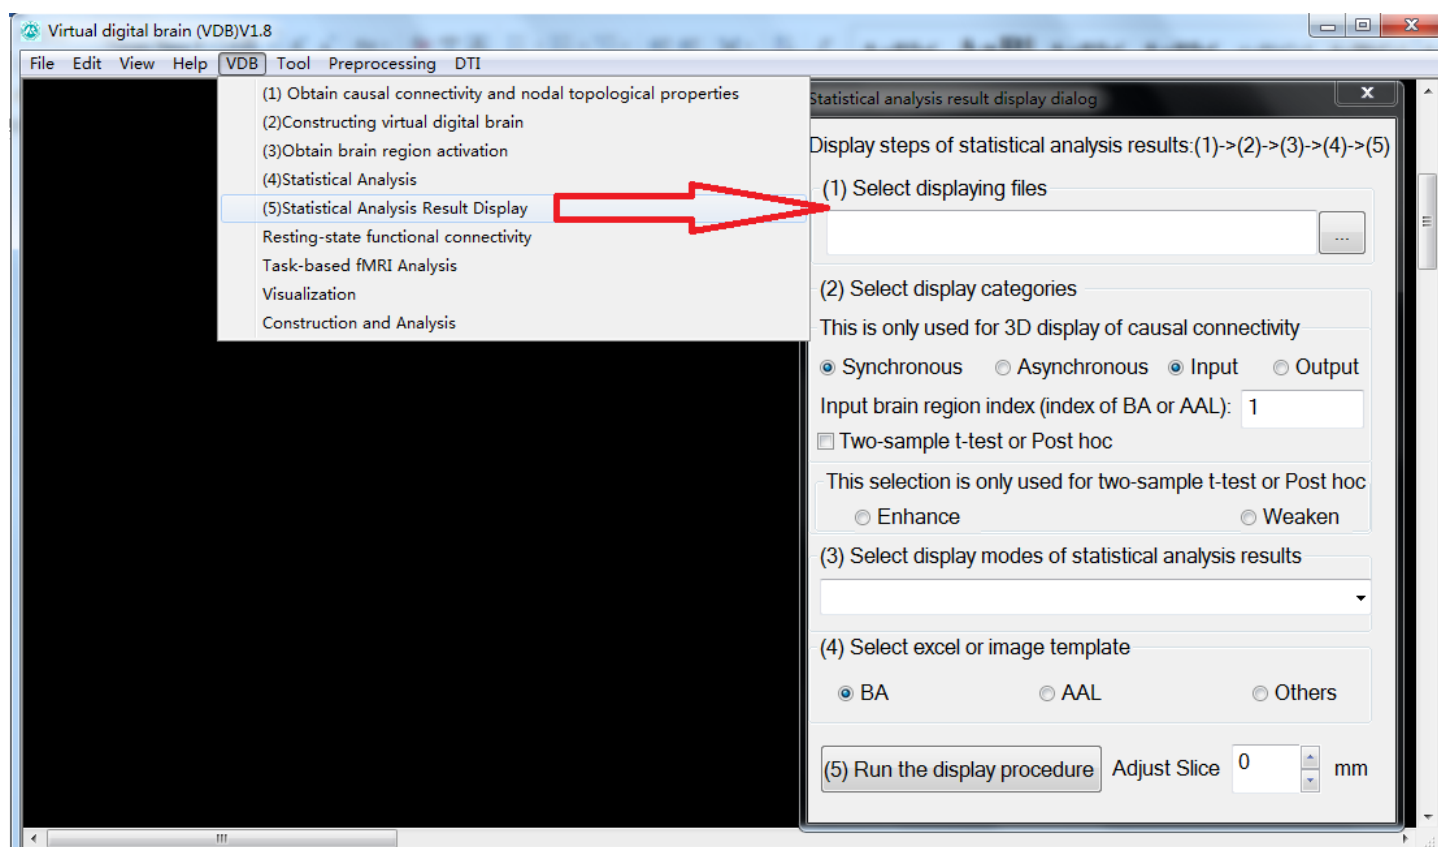 Virtual digital brain (VDB)V1.8
File Edit View Help VDB Tool Preprocessing DTI
(1) Obtain causal connectivity and nodal topological properties
(2)Constructing virtual digital brain
(3)Obtain brain region activation
(4)Statistical Analysis
(5)Statistical Analysis Result Display
Resting-state functional connectivity
Task-based fMRI Analysis
Visualization
Construction and Analysis
Statistical analysis result display dialog
Display steps of statistical analysis results:(1)->(2)->(3)->(4)->(5)
(1) Select displaying files
...
(2) Select display categories
This is only used for 3D display of causal connectivity
Synchronous Asynchronous Input Output
Input brain region index (index of BA or AAL): 1
Two-sample t-test or Post hoc
This selection is only used for two-sample t-test or Post hoc
Enhance Weaken
(3) Select display modes of statistical analysis results
(4) Select excel or image template
BA AAL Others
(5) Run the display procedure Adjust Slice 0 mm